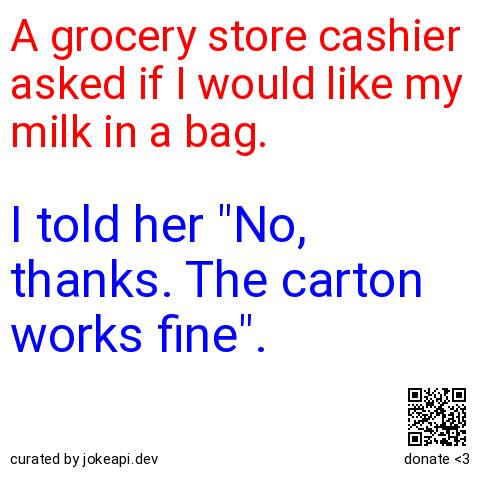 A grocery store cashier
asked if I would like my
milk in a bag.
I told her "No,
thanks. The carton
works fine".
curated by jokeapi.dev
donate <3